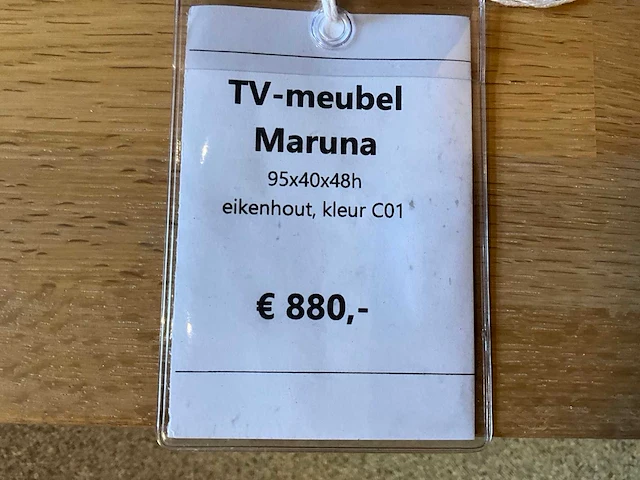 TV-meubel
Maruna
95x40x48h
eikenhout, kleur C01
€ 880,-